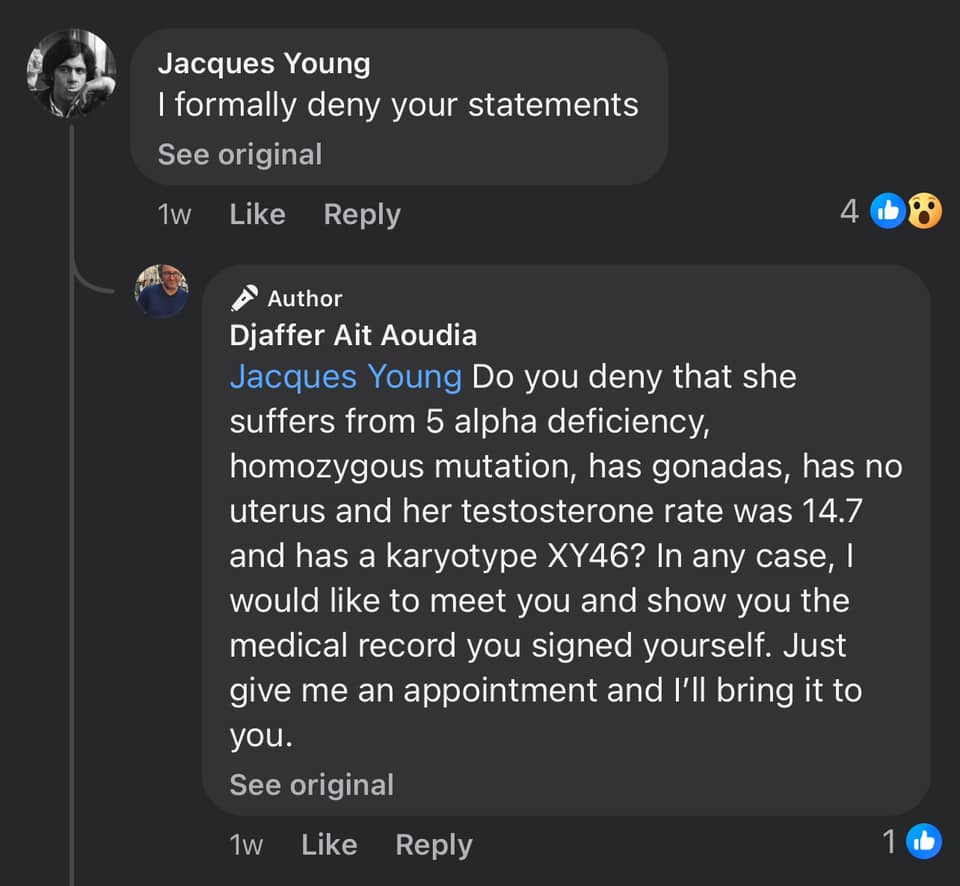 Jacques Young
I formally deny your statements
See original
1w Like Reply 4
Author
Djaffer Ait Aoudia
Jacques Young Do you deny that she
suffers from 5 alpha deficiency,
homozygous mutation, has gonadas, has no
uterus and her testosterone rate was 14.7
and has a karyotype XY46? In any case, I
would like to meet you and show you the
medical record you signed yourself. Just
give me an appointment and I’ll bring it to
you.
See original
1w Like Reply 1